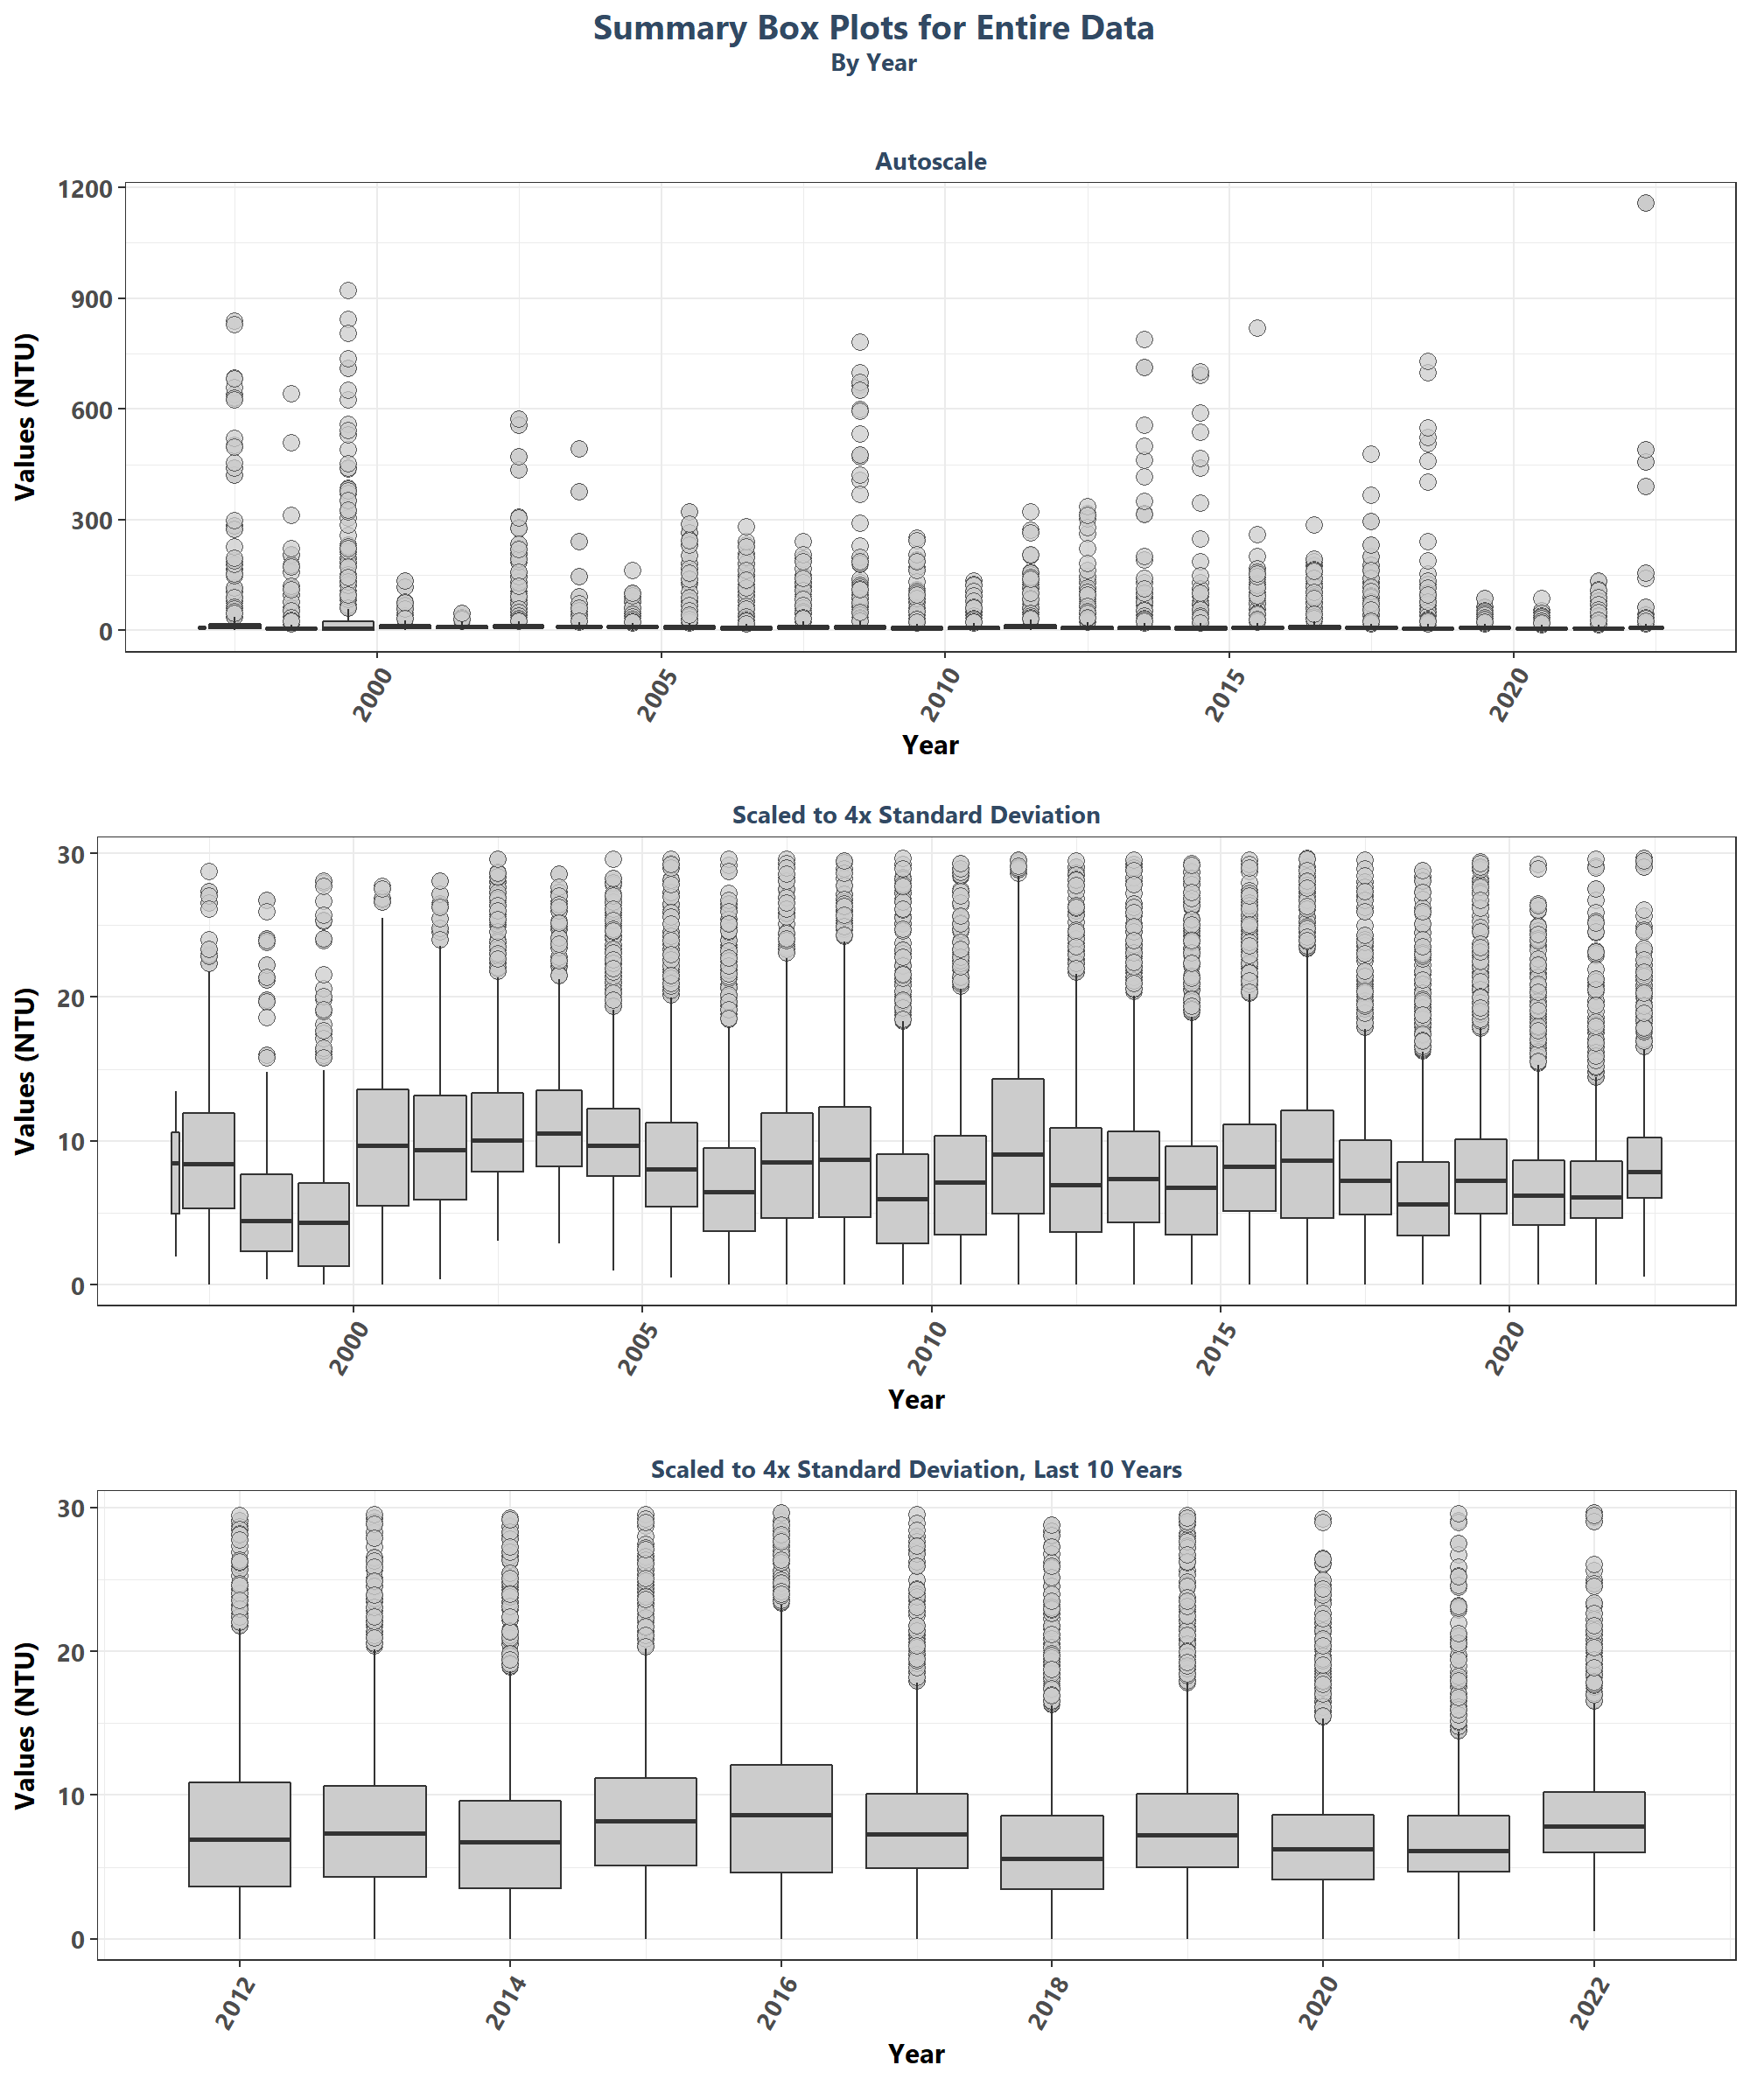 Summary Box Plots for Entire Data
By Year
Autoscale
Values (NTU)
1200
900
600
300
0
2000
2005
2010
2015
2020
Year
Scaled to 4x Standard Deviation
Values (NTU)
30
20
10
0
2000
2005
2010
2015
2020
Year
Scaled to 4x Standard Deviation, Last 10 Years
Values (NTU)
30
20
10
0
2012
2014
2016
2018
2020
2022
Year